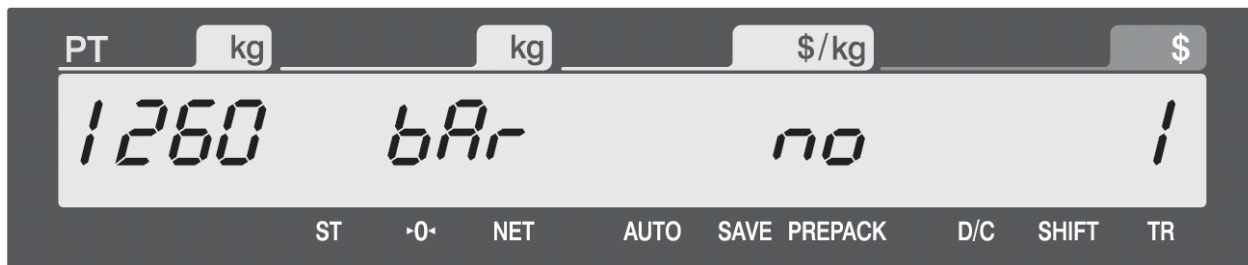 PT kg kg $/kg $
1260 bAr no 1
ST ▸0◂ NET AUTO SAVE PREPACK D/C SHIFT TR